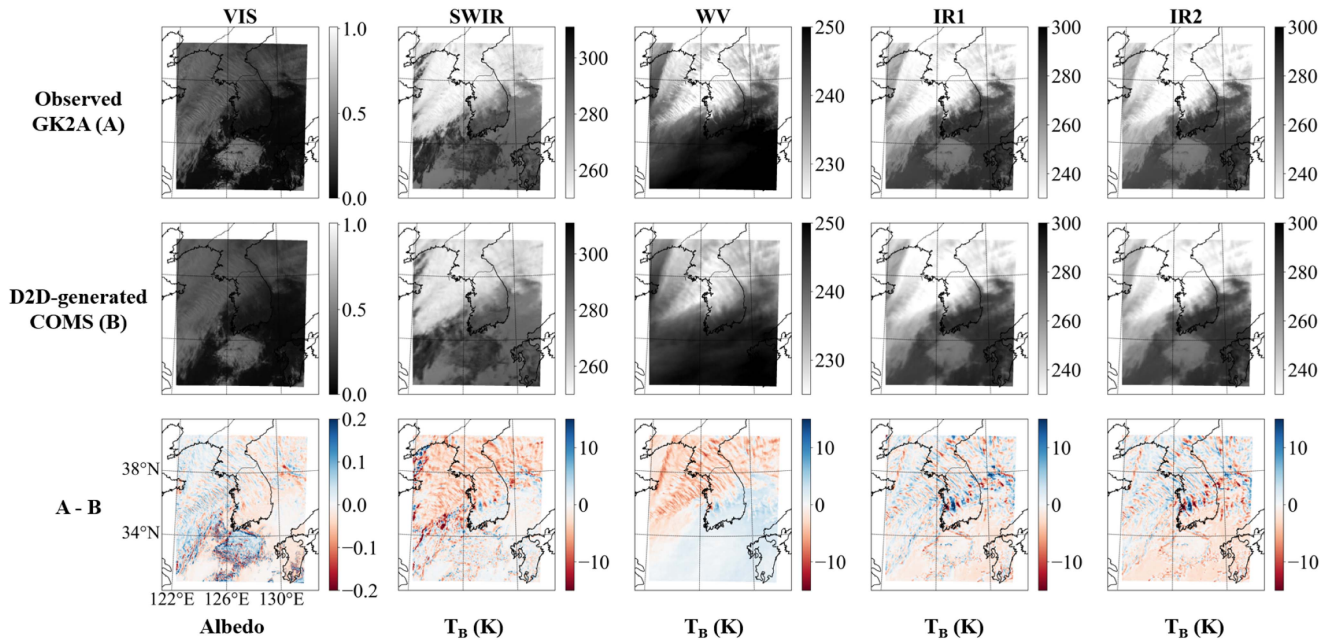 VIS SWIR WV IR1 IR2
Observed
GK2A (A)
1.0 0.5 0.0
300 280 260
250 240 230
300 280 260 240
300 280 260 240
D2D-generated
COMS (B)
1.0 0.5 0.0
300 280 260
250 240 230
300 280 260 240
300 280 260 240
A - B
38°N
34°N
122°E 126°E 130°E
0.2 0.1 0.0 −0.1 −0.2
10 0 −10
10 0 −10
10 0 −10
10 0 −10
Albedo T_B (K) T_B (K) T_B (K) T_B (K)